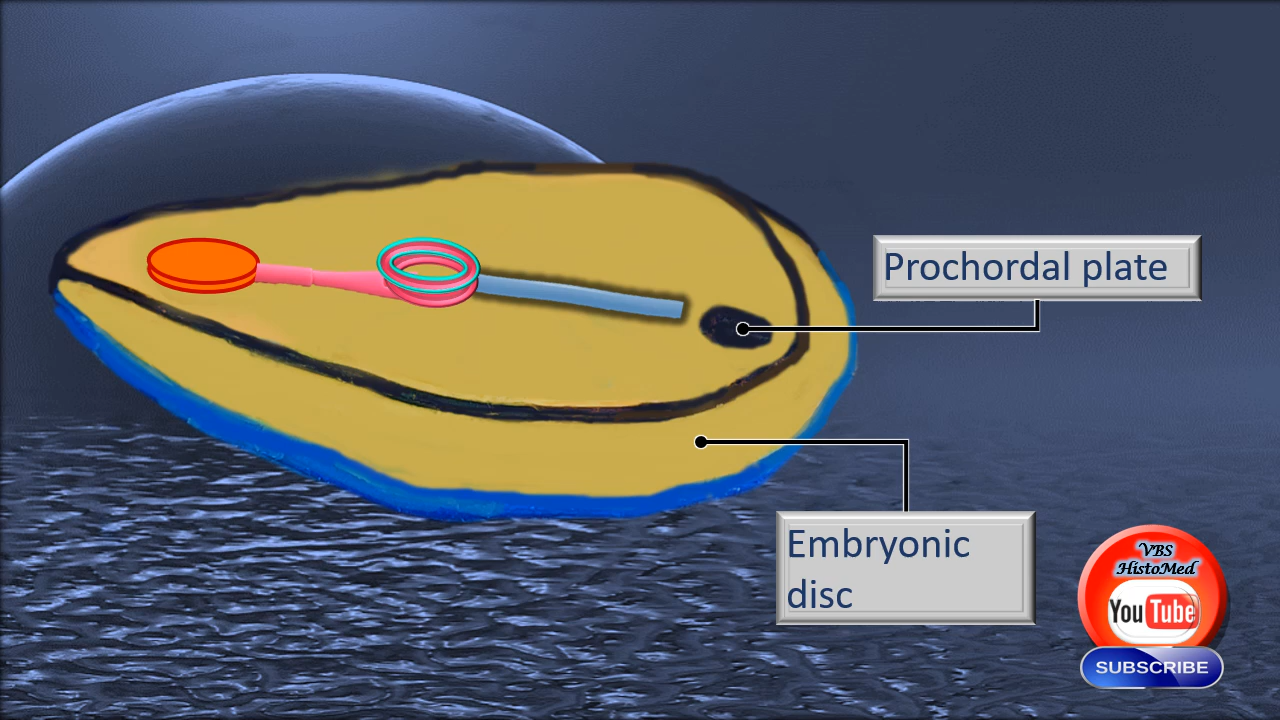 Prochordal plate
Embryonic
disc
VBS
HistoMed
YouTube
SUBSCRIBE